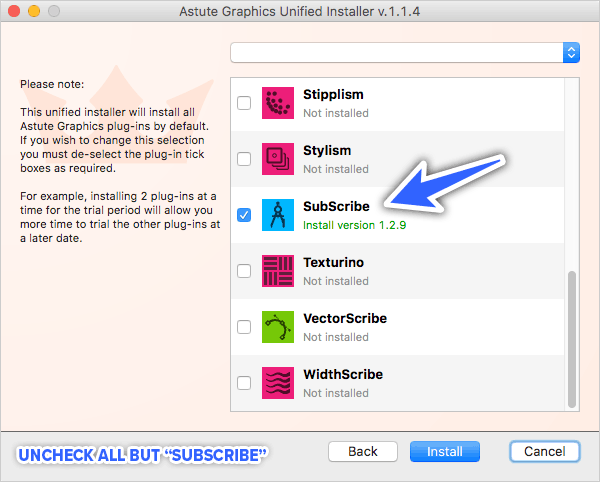 Astute Graphics Unified Installer v.1.1.4
Please note:
This unified installer will install all
Astute Graphics plug-ins by default.
If you wish to change this selection
you must de-select the plug-in tick
boxes as required.
For example, installing 2 plug-ins at a
time for the trial period will allow you
more time to trial the other plug-ins at
a later date.
Stipplism
Not installed
Stylism
Not installed
SubScribe
Install version 1.2.9
Texturino
Not installed
VectorScribe
Not installed
WidthScribe
Not installed
UNCHECK ALL BUT “SUBSCRIBE”
Back
Install
Cancel